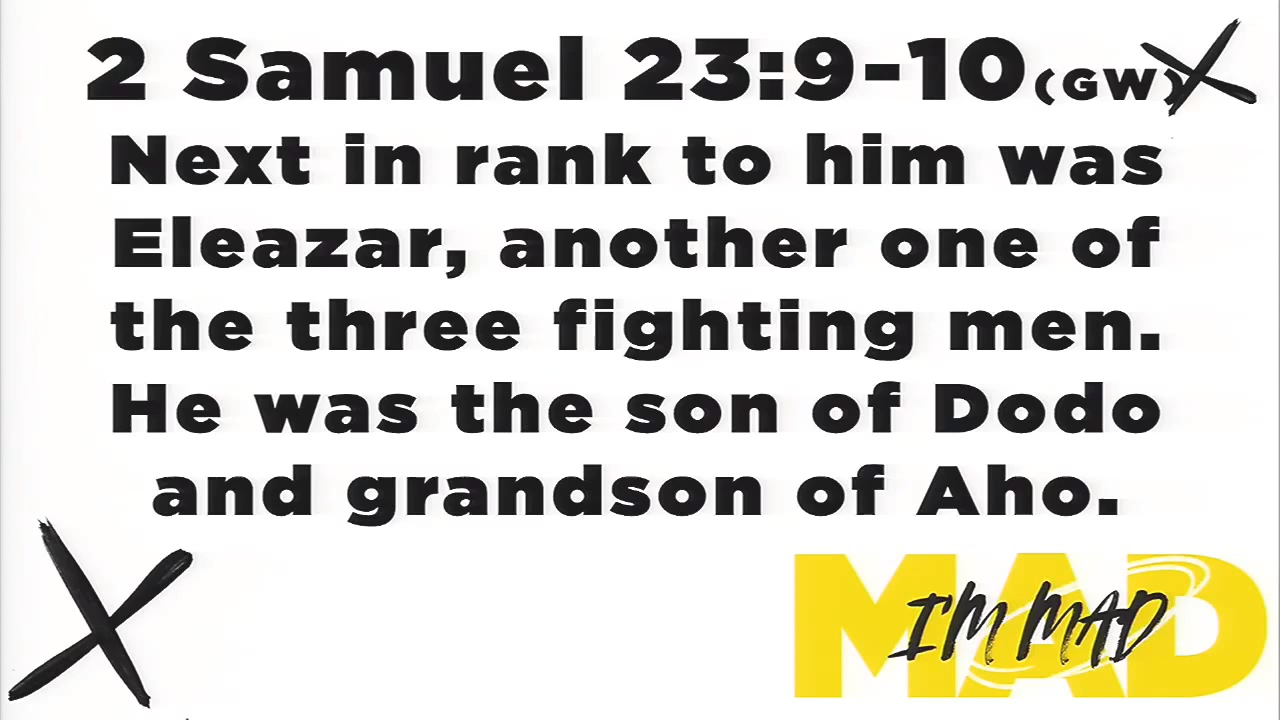 2 Samuel 23:9-10 (GW)
Next in rank to him was
Eleazar, another one of
the three fighting men.
He was the son of Dodo
and grandson of Aho.
MAD
I'M MAD